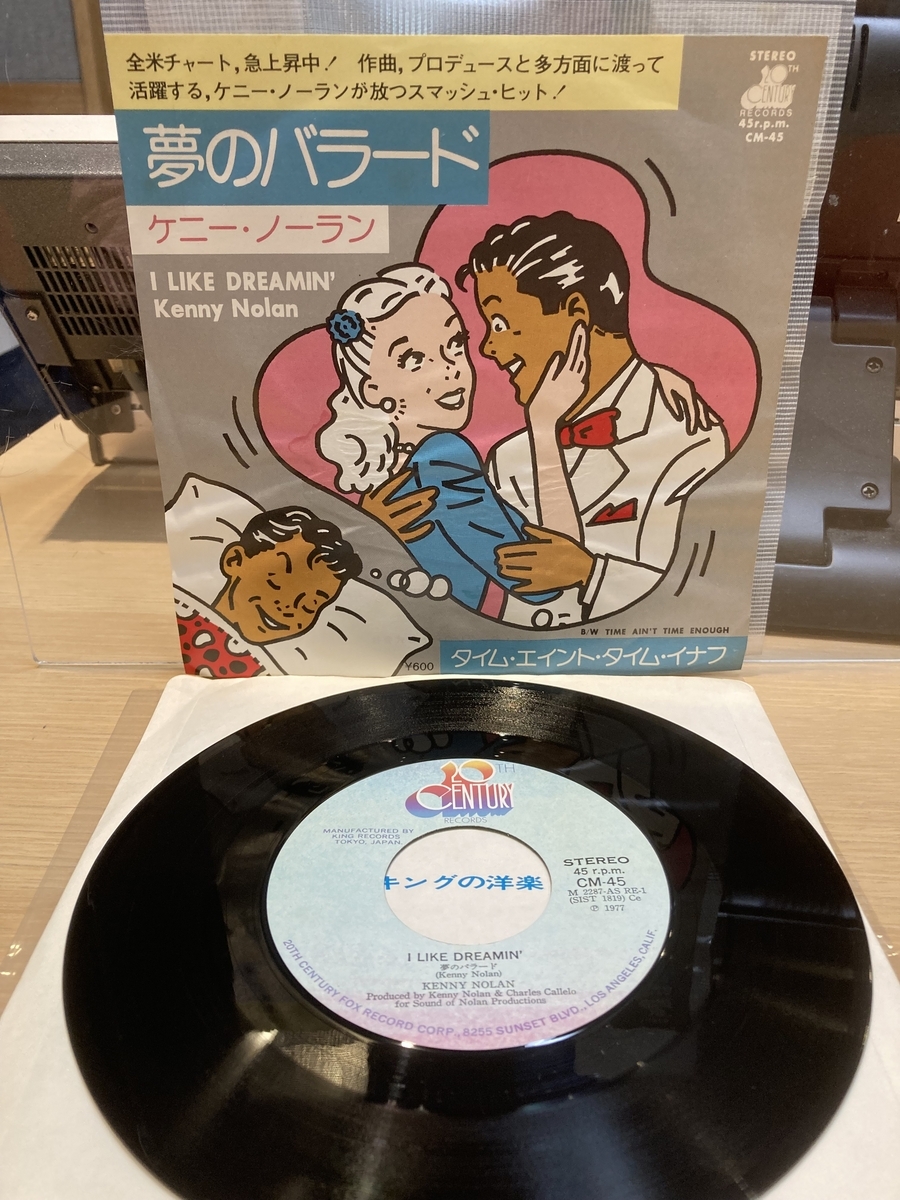 全米チャート,急上昇中! 作曲,プロデュースと多方面に渡って
活躍する,ケニー・ノーランが放つスマッシュ・ヒット!
STEREO
20TH
CENTURY
RECORDS
45r.p.m.
CM-45
夢のバラード
ケニー・ノーラン
I LIKE DREAMIN'
Kenny Nolan
B/W TIME AIN'T TIME ENOUGH
¥600
タイム・エイント・タイム・イナフ
20TH
CENTURY
RECORDS
MANUFACTURED BY
KING RECORDS
TOKYO, JAPAN.
キングの洋楽
STEREO
45 r.p.m.
CM-45
M 2287-AS RE-1
(SIST 1819) Ce
Ⓟ 1977
I LIKE DREAMIN'
夢のバラード
(Kenny Nolan)
KENNY NOLAN
Produced by Kenny Nolan & Charles Callelo
for Sound of Nolan Productions
20TH CENTURY FOX RECORD CORP., 8255 SUNSET BLVD., LOS ANGELES, CALIF.